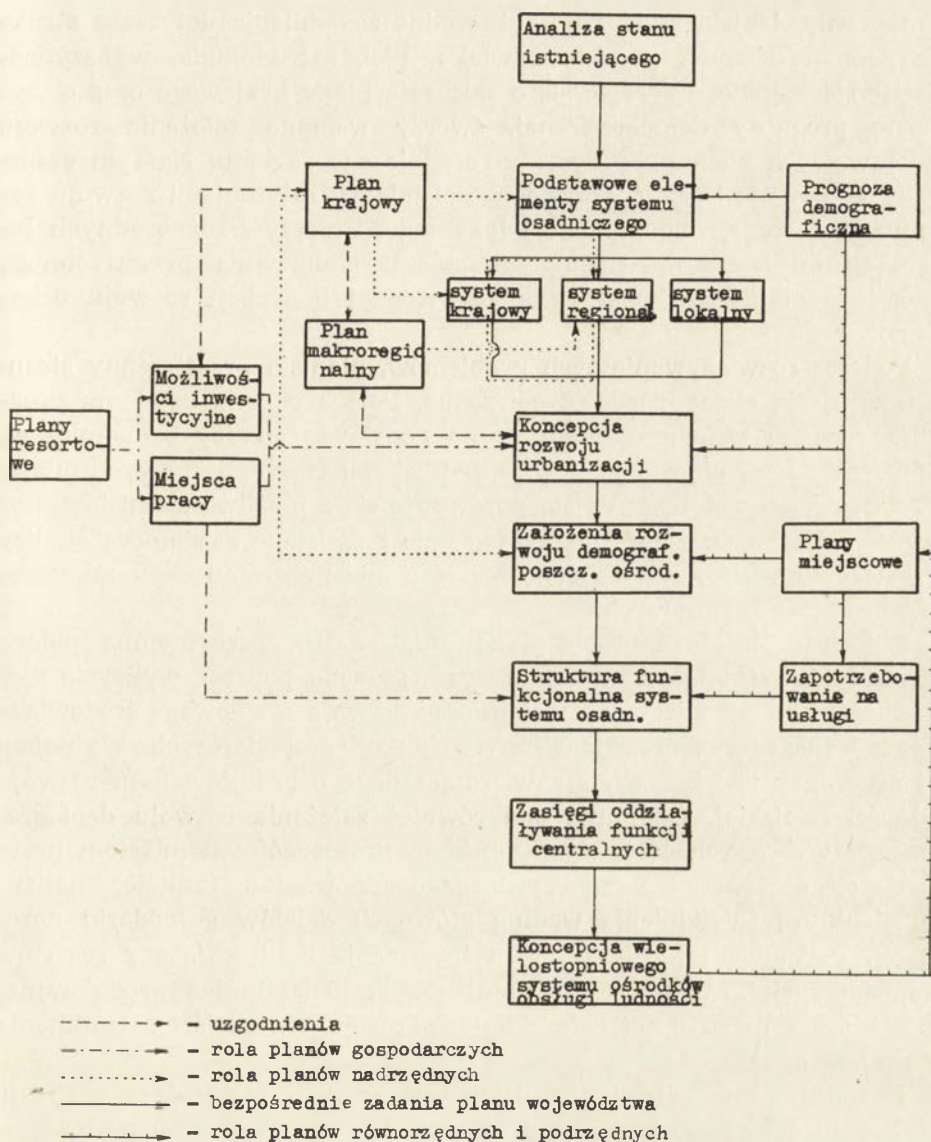 Analiza stanu
istniejącego
Plan
krajowy
Podstawowe ele-
menty systemu
osadniczego
Prognoza
demogra-
ficzna
system
krajowy
system
regional.
system
lokalny
Plan
makroregio
nalny
Możliwoś-
ci inwes-
tycyjne
Plany
resorto-
we
Miejsca
pracy
Koncepcja
rozwoju
urbanizacji
Założenia roz-
woju demograf.
poszcz. ośrod.
Plany
miejscowe
Struktura fun-
kcjonalna sys-
temu osadn.
Zapotrzebo-
wanie na
usługi
Zasięgi oddzia-
ływania funkcji
centralnych
Koncepcja wie-
lostopniowego
systemu ośrodków
obsługi ludności
- uzgodnienia
- rola planów gospodarczych
- rola planów nadrzędnych
- bezpośrednie zadania planu województwa
- rola planów równorzędnych i podrzędnych